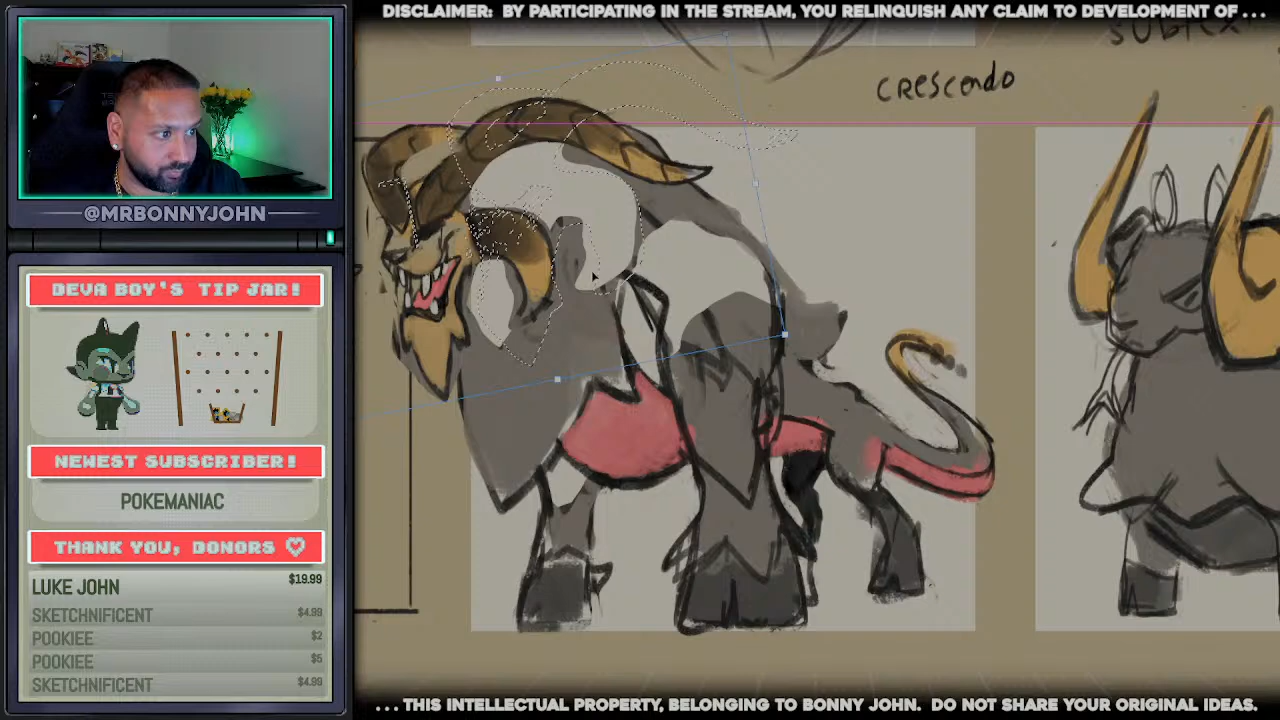 DISCLAIMER: BY PARTICIPATING IN THE STREAM, YOU RELINQUISH ANY CLAIM TO DEVELOPMENT OF . . .
CRESCENDO
@MRBONNYJOHN
DEVA BOY'S TIP JAR!
NEWEST SUBSCRIBER!
POKEMANIAC
THANK YOU, DONORS ♡
LUKE JOHN $19.99
SKETCHNIFICENT $4.99
POOKIEE $2
POOKIEE $5
SKETCHNIFICENT $4.99
. . . THIS INTELLECTUAL PROPERTY, BELONGING TO BONNY JOHN. DO NOT SHARE YOUR ORIGINAL IDEAS.